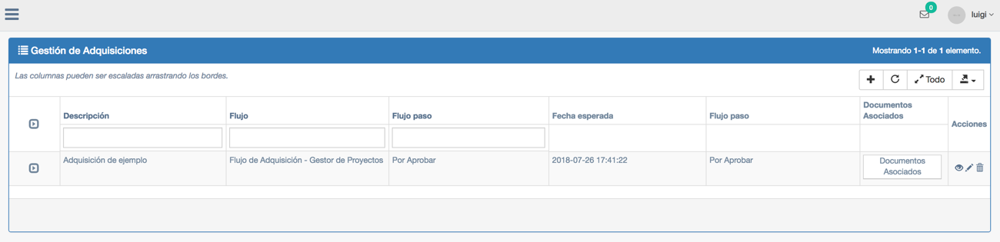 0
luigi
Gestión de Adquisiciones
Mostrando 1-1 de 1 elemento.
Las columnas pueden ser escaladas arrastrando los bordes.
Todo
Descripción
Flujo
Flujo paso
Fecha esperada
Flujo paso
Documentos
Asociados
Acciones
Adquisición de ejemplo
Flujo de Adquisición - Gestor de Proyectos
Por Aprobar
2018-07-26 17:41:22
Por Aprobar
Documentos
Asociados